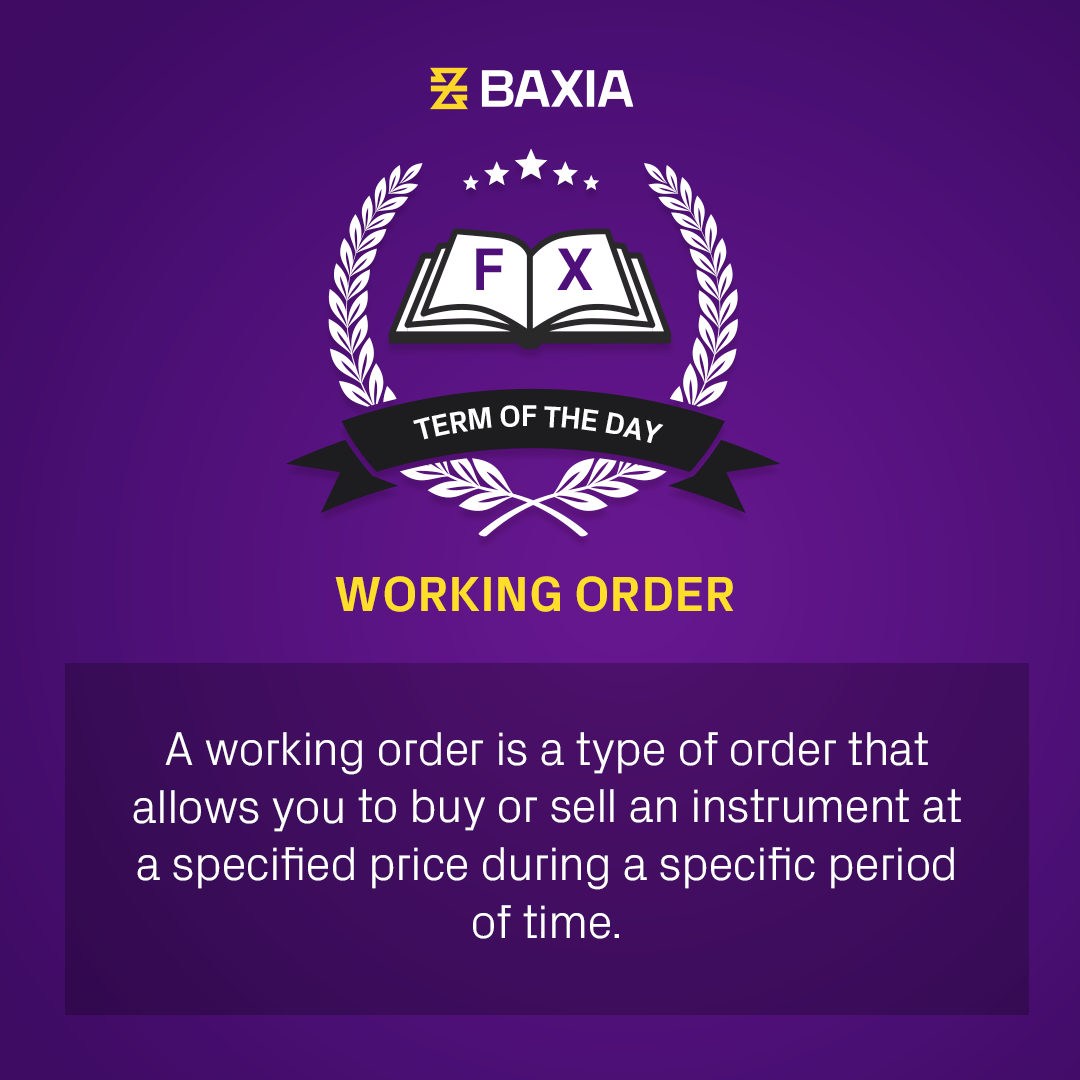 BAXIA
F X
TERM OF THE DAY
WORKING ORDER
A working order is a type of order that
allows you to buy or sell an instrument at
a specified price during a specific period
of time.